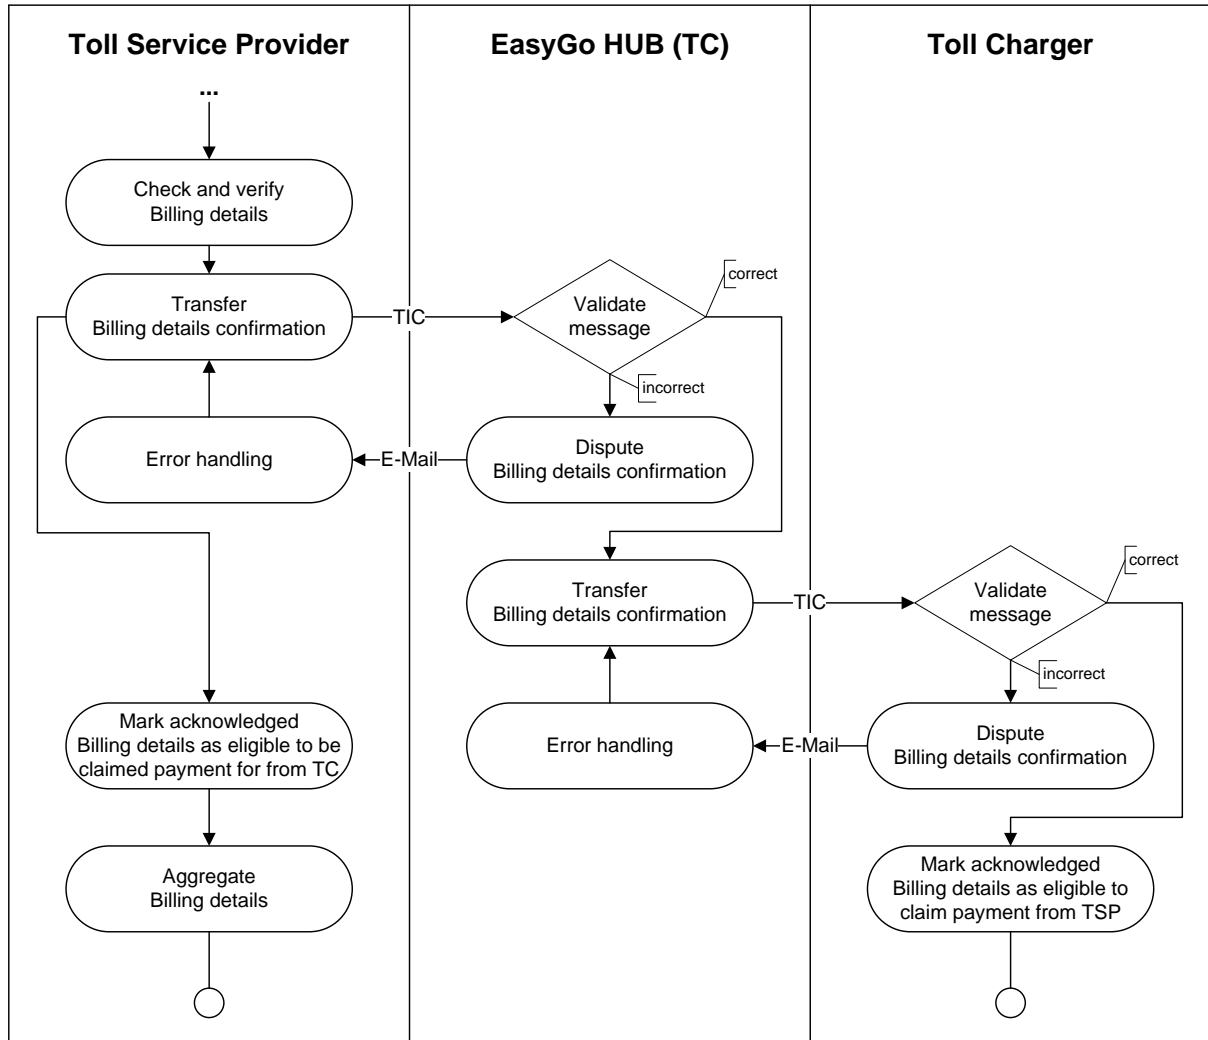 Toll Service Provider
EasyGo HUB (TC)
Toll Charger
...
Check and verify
Billing details
Transfer
Billing details confirmation
TIC
Validate
message
correct
incorrect
Error handling
E-Mail
Dispute
Billing details confirmation
Transfer
Billing details confirmation
TIC
Validate
message
correct
incorrect
Mark acknowledged
Billing details as eligible to be
claimed payment for from TC
Error handling
E-Mail
Dispute
Billing details confirmation
Aggregate
Billing details
Mark acknowledged
Billing details as eligible to
claim payment from TSP